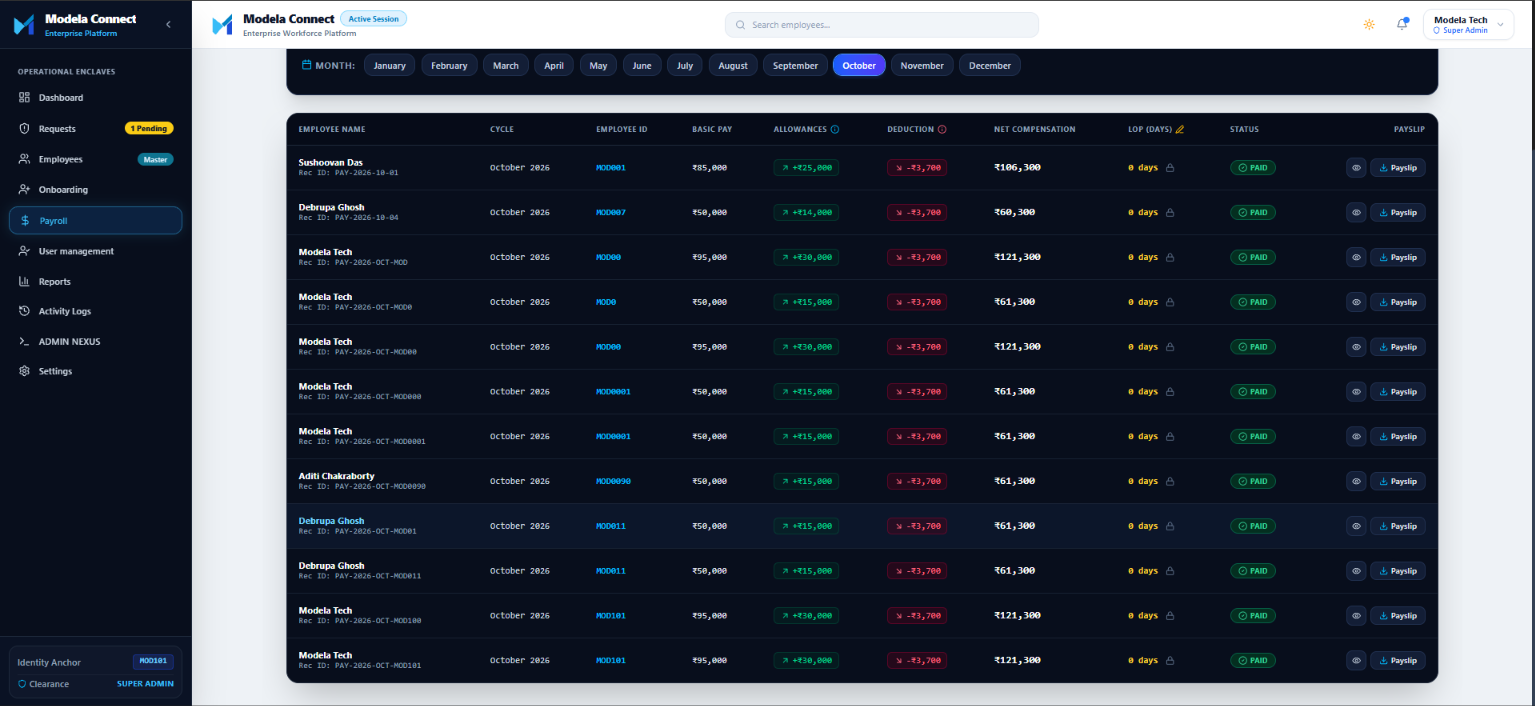 Modela Connect
Enterprise Platform
OPERATIONAL ENCLAVES
Dashboard
Requests 1 Pending
Employees Master
Onboarding
Payroll
User management
Reports
Activity Logs
ADMIN NEXUS
Settings
Identity Anchor MOD101
Clearance SUPER ADMIN
Modela Connect Active Session
Enterprise Workforce Platform
Search employees...
Modela Tech
Super Admin
MONTH: January February March April May June July August September October November December
EMPLOYEE NAME CYCLE EMPLOYEE ID BASIC PAY ALLOWANCES DEDUCTION NET COMPENSATION LOP (DAYS) STATUS PAYSLIP
Sushoovan Das
Rec ID: PAY-2026-10-01
October 2026 MOD001 ₹85,000 +₹25,000 -₹3,700 ₹106,300 0 days PAID Payslip
Debrupa Ghosh
Rec ID: PAY-2026-10-04
October 2026 MOD007 ₹50,000 +₹14,000 -₹3,700 ₹60,300 0 days PAID Payslip
Modela Tech
Rec ID: PAY-2026-OCT-MOD
October 2026 MOD00 ₹95,000 +₹30,000 -₹3,700 ₹121,300 0 days PAID Payslip
Modela Tech
Rec ID: PAY-2026-OCT-MOD0
October 2026 MOD0 ₹50,000 +₹15,000 -₹3,700 ₹61,300 0 days PAID Payslip
Modela Tech
Rec ID: PAY-2026-OCT-MOD00
October 2026 MOD00 ₹95,000 +₹30,000 -₹3,700 ₹121,300 0 days PAID Payslip
Modela Tech
Rec ID: PAY-2026-OCT-MOD000
October 2026 MOD0001 ₹50,000 +₹15,000 -₹3,700 ₹61,300 0 days PAID Payslip
Modela Tech
Rec ID: PAY-2026-OCT-MOD0001
October 2026 MOD0001 ₹50,000 +₹15,000 -₹3,700 ₹61,300 0 days PAID Payslip
Aditi Chakraborty
Rec ID: PAY-2026-OCT-MOD0090
October 2026 MOD0090 ₹50,000 +₹15,000 -₹3,700 ₹61,300 0 days PAID Payslip
Debrupa Ghosh
Rec ID: PAY-2026-OCT-MOD01
October 2026 MOD011 ₹50,000 +₹15,000 -₹3,700 ₹61,300 0 days PAID Payslip
Debrupa Ghosh
Rec ID: PAY-2026-OCT-MOD011
October 2026 MOD011 ₹50,000 +₹15,000 -₹3,700 ₹61,300 0 days PAID Payslip
Modela Tech
Rec ID: PAY-2026-OCT-MOD100
October 2026 MOD101 ₹95,000 +₹30,000 -₹3,700 ₹121,300 0 days PAID Payslip
Modela Tech
Rec ID: PAY-2026-OCT-MOD101
October 2026 MOD101 ₹95,000 +₹30,000 -₹3,700 ₹121,300 0 days PAID Payslip